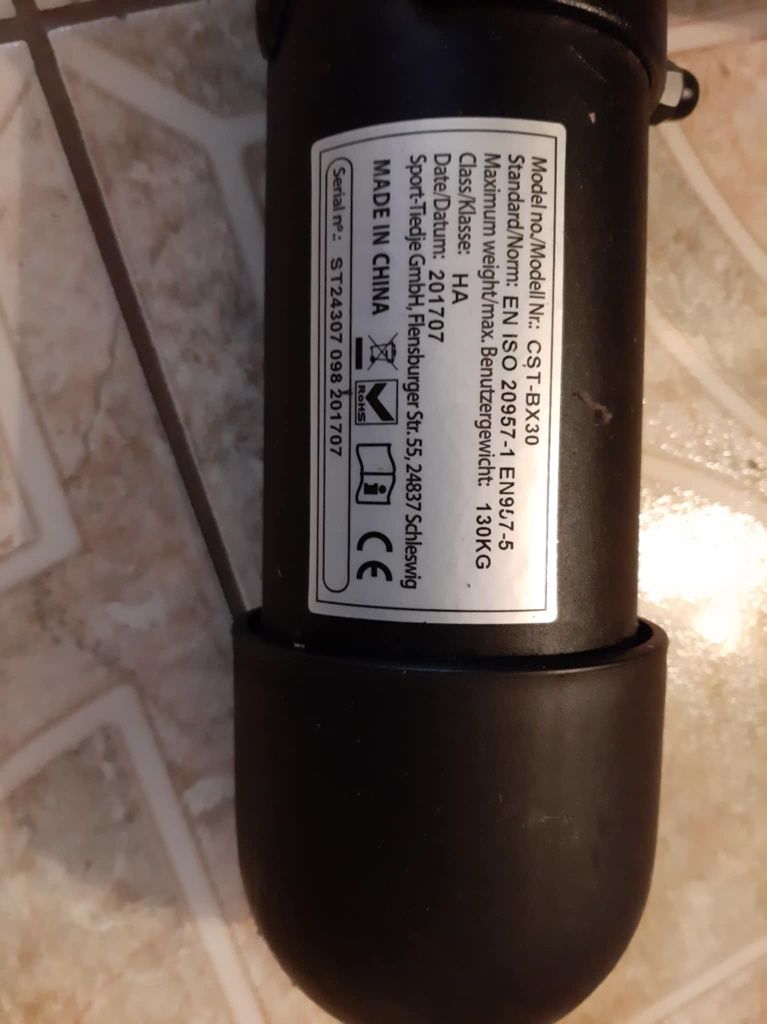 Model no./Modell Nr.: CST-BX30
Standard/Norm: EN ISO 20957-1 EN957-5
Maximum weight/max. Benutzergewicht: 130KG
Class/Klasse: HA
Date/Datum: 201707
Sport-Tiedje GmbH, Flensburger Str. 55, 24837 Schleswig
MADE IN CHINA RoHS i CE
Serial nº.: ST24307 098 201707